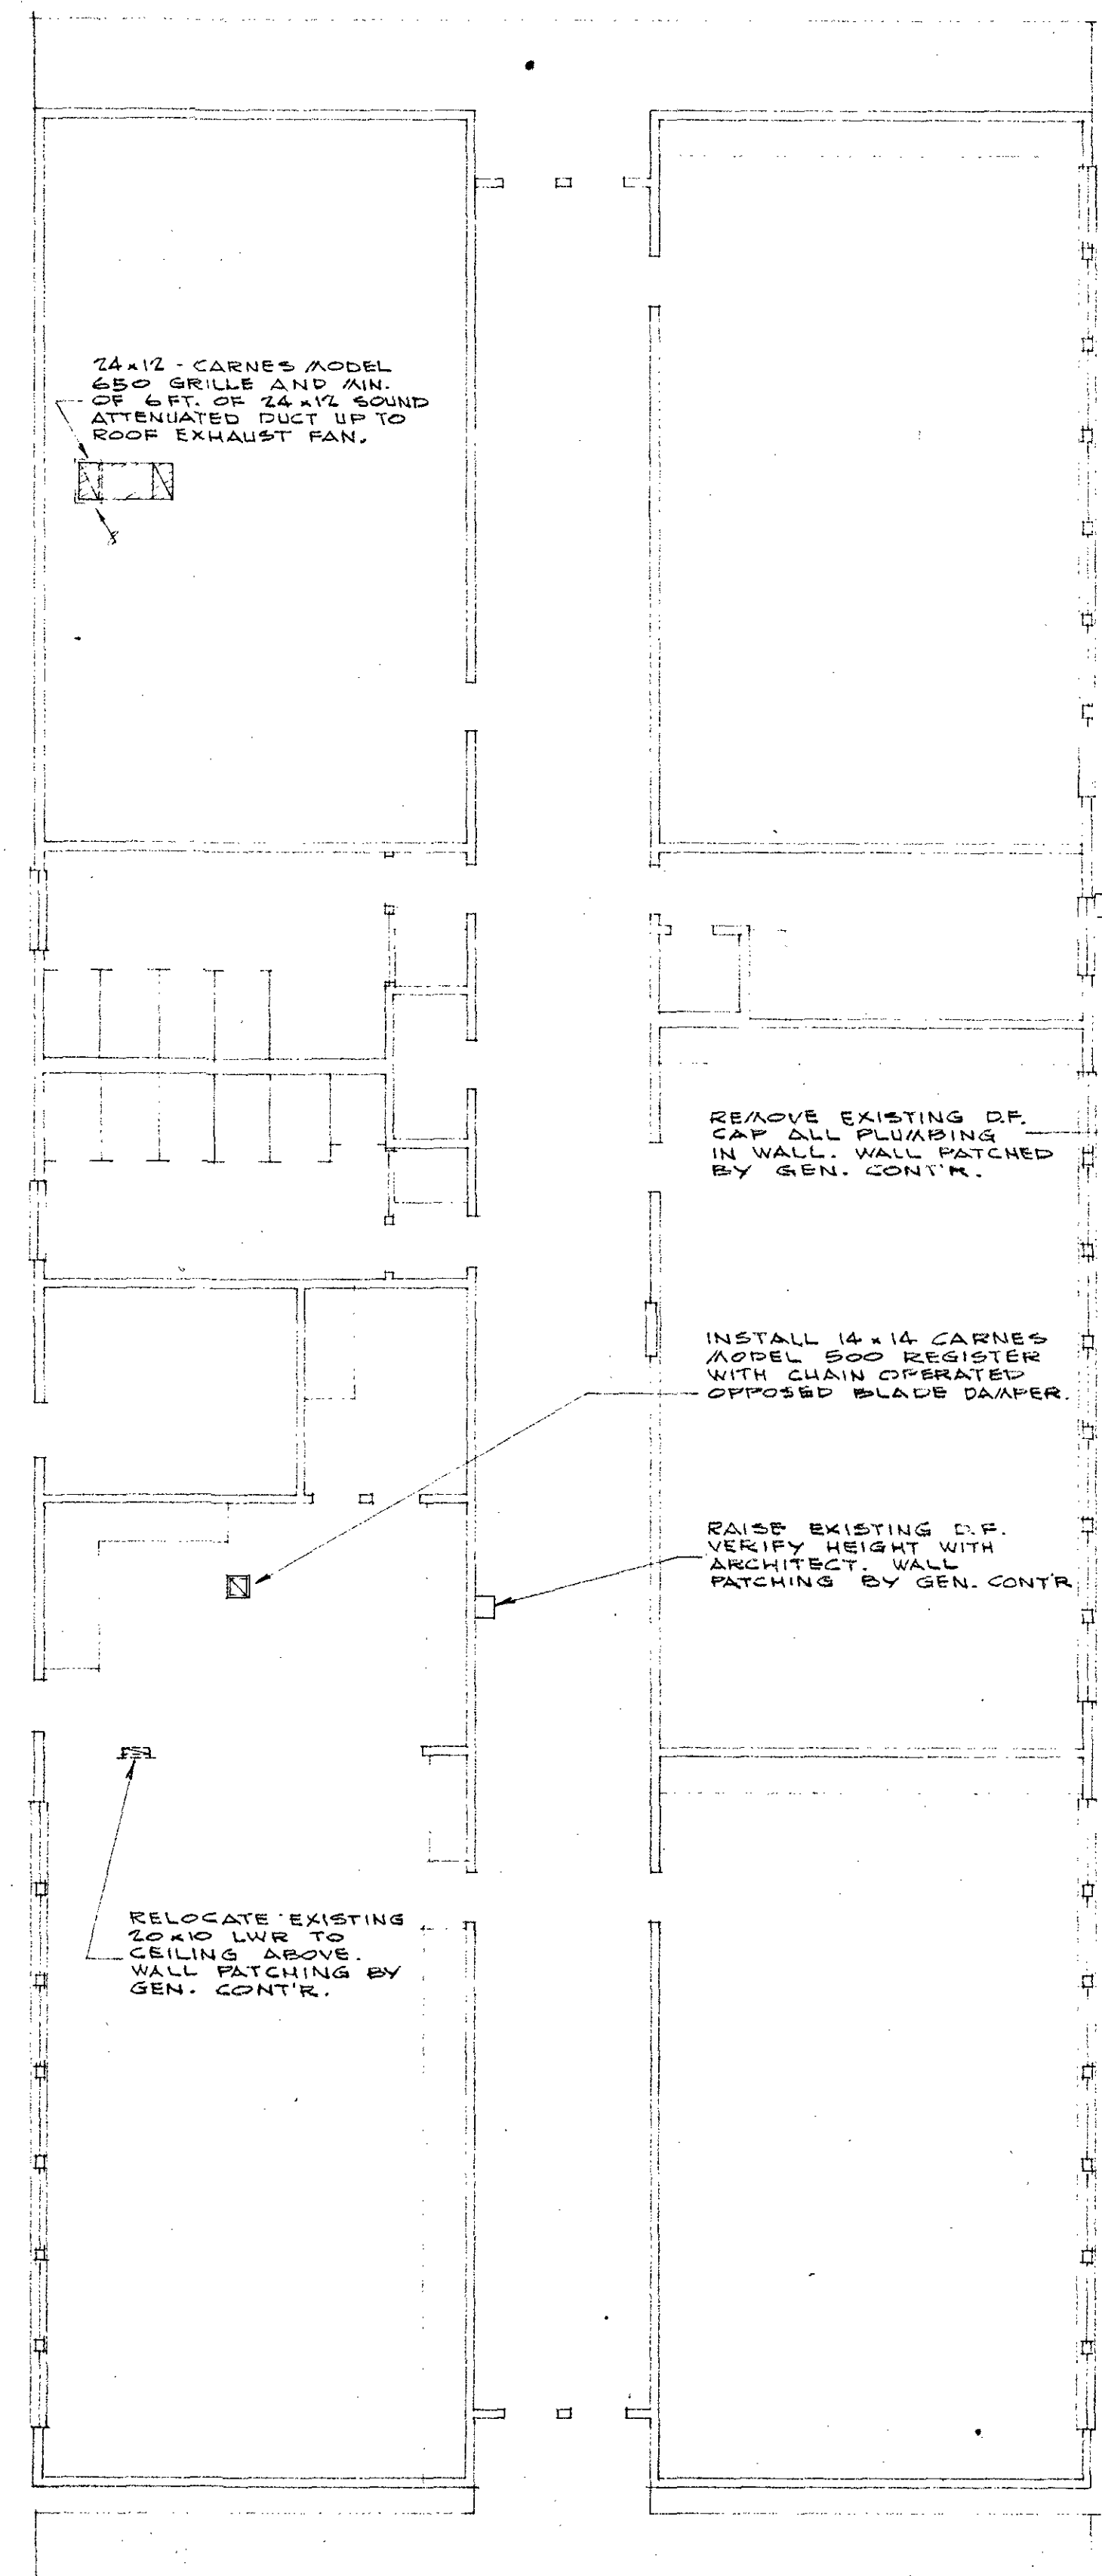 24x12 - CARNES MODEL
650 GRILLE AND MIN.
OF 6 FT. OF 24x12 SOUND
ATTENUATED DUCT UP TO
ROOF EXHAUST FAN.
REMOVE EXISTING D.F.
CAP ALL PLUMBING
IN WALL. WALL PATCHED
BY GEN. CONT'R.
INSTALL 14x14 CARNES
MODEL 500 REGISTER
WITH CHAIN OPERATED
OPPOSED BLADE DAMPER.
RAISE EXISTING D.F.
VERIFY HEIGHT WITH
ARCHITECT. WALL
PATCHING BY GEN. CONT'R
RELOCATE EXISTING
20x10 LWR TO
CEILING ABOVE.
WALL PATCHING BY
GEN. CONT'R.